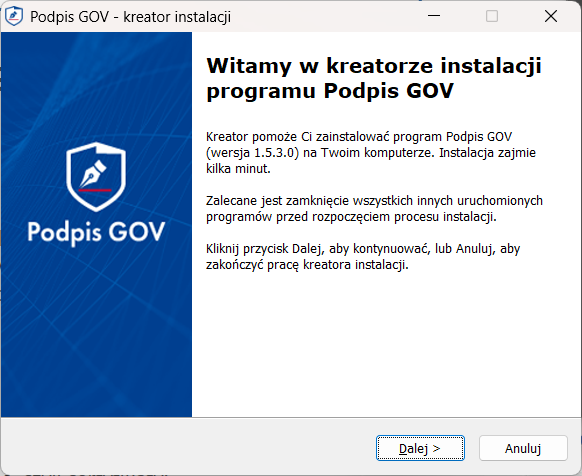 Podpis GOV - kreator instalacji
Podpis GOV
Witamy w kreatorze instalacji
programu Podpis GOV
Kreator pomoże Ci zainstalować program Podpis GOV
(wersja 1.5.3.0) na Twoim komputerze. Instalacja zajmie
kilka minut.
Zalecane jest zamknięcie wszystkich innych uruchomionych
programów przed rozpoczęciem procesu instalacji.
Kliknij przycisk Dalej, aby kontynuować, lub Anuluj, aby
zakończyć pracę kreatora instalacji.
Dalej >
Anuluj